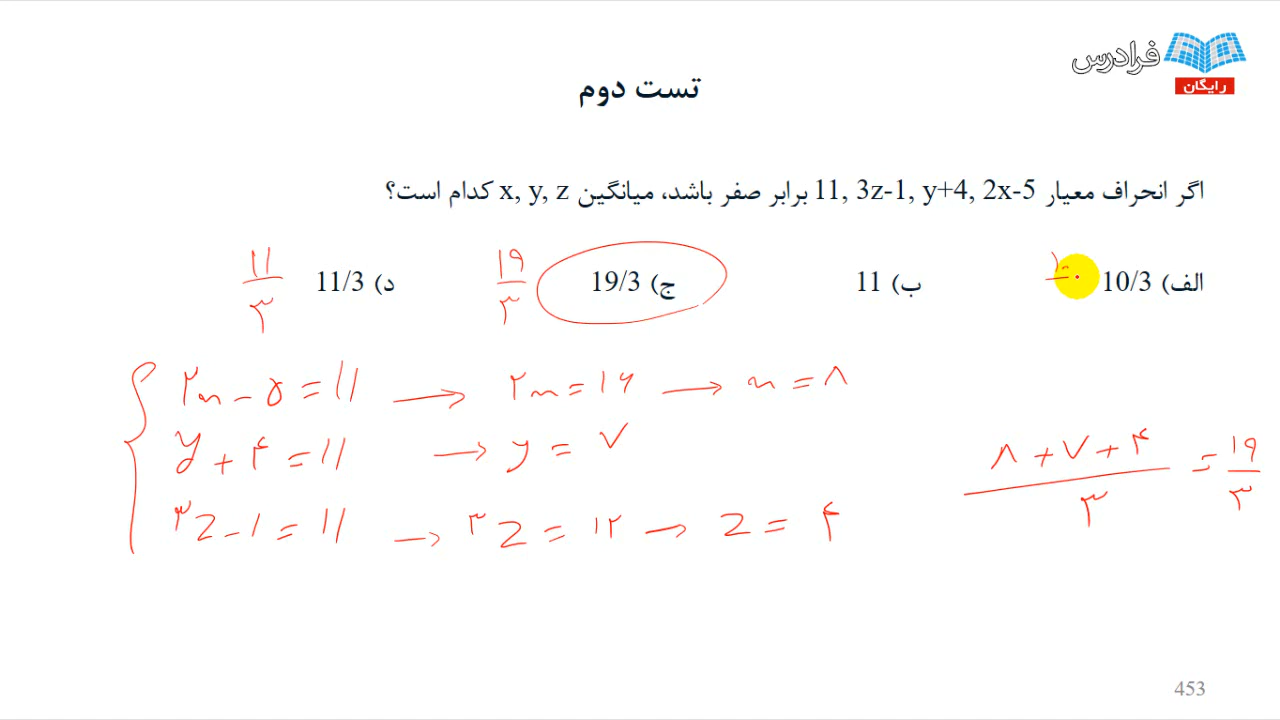 فرادرس
رایگان
تست دوم
اگر انحراف معیار 11, 3z-1, y+4, 2x-5 برابر صفر باشد، میانگین x, y, z کدام است؟
الف) 10/3 ب) 11 ج) 19/3 د) 11/3
۱۹/۳ ۱۱/۳
۲x - ۵ = ۱۱ → ۲x = ۱۶ → x = ۸
y + ۴ = ۱۱ → y = ۷
۳z - ۱ = ۱۱ → ۳z = ۱۲ → z = ۴
(۸ + ۷ + ۴)/۳ = ۱۹/۳
453